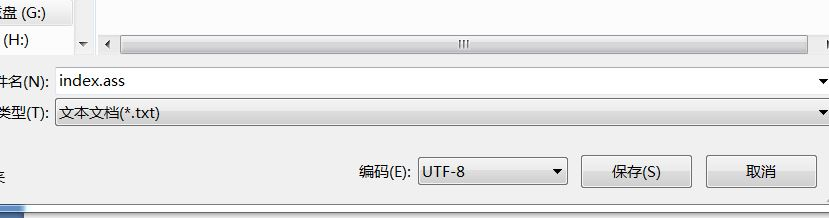 盘 (G:)
(H:)
件名(N): index.ass
类型(T): 文本文档(*.txt)
编码(E): UTF-8 保存(S) 取消